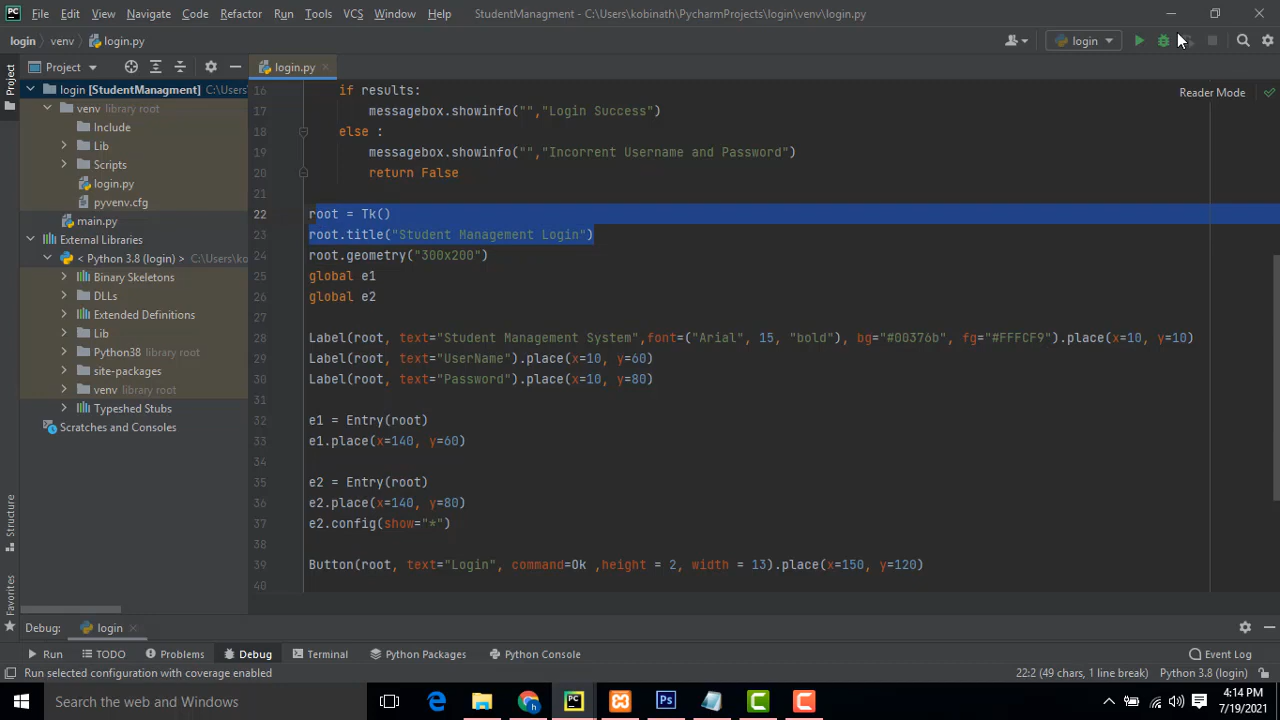 PC File Edit View Navigate Code Refactor Run Tools VCS Window Help StudentManagment - C:\Users\kobinath\PycharmProjects\login\venv\login.py
login venv login.py login
Project login.py
Project
login [StudentManagment] C:\Users
venv library root
Include
Lib
Scripts
login.py
pyvenv.cfg
main.py
External Libraries
< Python 3.8 (login) > C:\Users\ko
Binary Skeletons
DLLs
Extended Definitions
Lib
Python38 library root
site-packages
venv library root
Typeshed Stubs
Scratches and Consoles
Structure
Favorites
Reader Mode
16 if results:
17 messagebox.showinfo("","Login Success")
18 else :
19 messagebox.showinfo("","Incorrent Username and Password")
20 return False
21
22 root = Tk()
23 root.title("Student Management Login")
24 root.geometry("300x200")
25 global e1
26 global e2
27
28 Label(root, text="Student Management System",font=("Arial", 15, "bold"), bg="#00376b", fg="#FFFCF9").place(x=10, y=10)
29 Label(root, text="UserName").place(x=10, y=60)
30 Label(root, text="Password").place(x=10, y=80)
31
32 e1 = Entry(root)
33 e1.place(x=140, y=60)
34
35 e2 = Entry(root)
36 e2.place(x=140, y=80)
37 e2.config(show="*")
38
39 Button(root, text="Login", command=Ok ,height = 2, width = 13).place(x=150, y=120)
40
Debug: login
Run TODO Problems Debug Terminal Python Packages Python Console Event Log
Run selected configuration with coverage enabled 22:2 (49 chars, 1 line break) Python 3.8 (login)
Search the web and Windows PC Ps 4:14 PM
7/19/2021